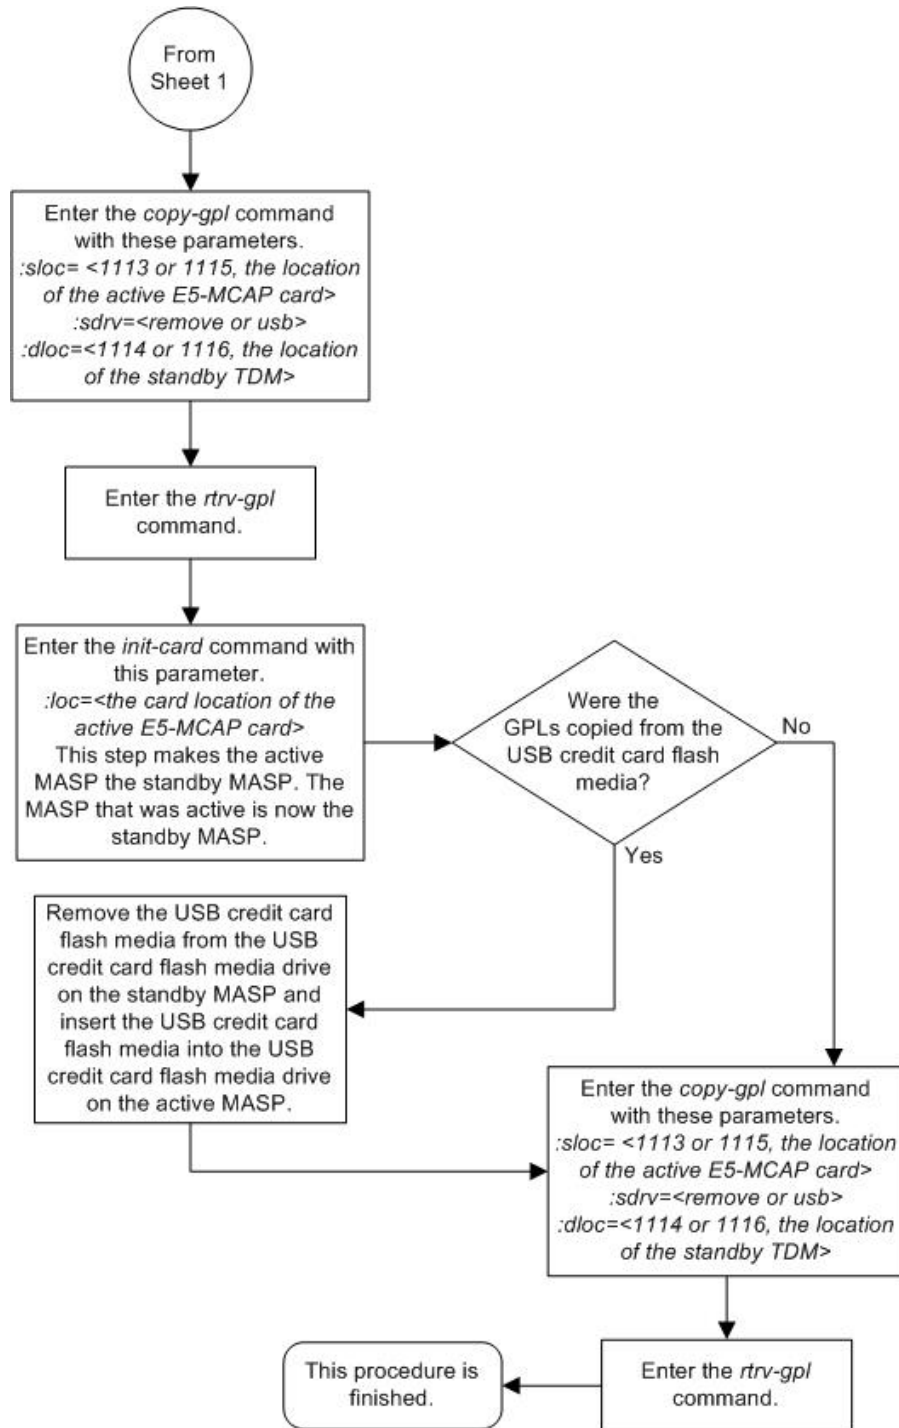 From
Sheet 1
Enter the copy-gpl command
with these parameters.
:sloc= <1113 or 1115, the location
of the active E5-MCAP card>
:sdrv=<remove or usb>
:dloc=<1114 or 1116, the location
of the standby TDM>
Enter the rtrv-gpl
command.
Enter the init-card command with
this parameter.
:loc=<the card location of the
active E5-MCAP card>
This step makes the active
MASP the standby MASP. The
MASP that was active is now the
standby MASP.
Were the
GPLs copied from the
USB credit card flash
media?
No
Yes
Remove the USB credit card
flash media from the USB
credit card flash media drive
on the standby MASP and
insert the USB credit card
flash media into the USB
credit card flash media drive
on the active MASP.
Enter the copy-gpl command
with these parameters.
:sloc= <1113 or 1115, the location
of the active E5-MCAP card>
:sdrv=<remove or usb>
:dloc=<1114 or 1116, the location
of the standby TDM>
Enter the rtrv-gpl
command.
This procedure is
finished.